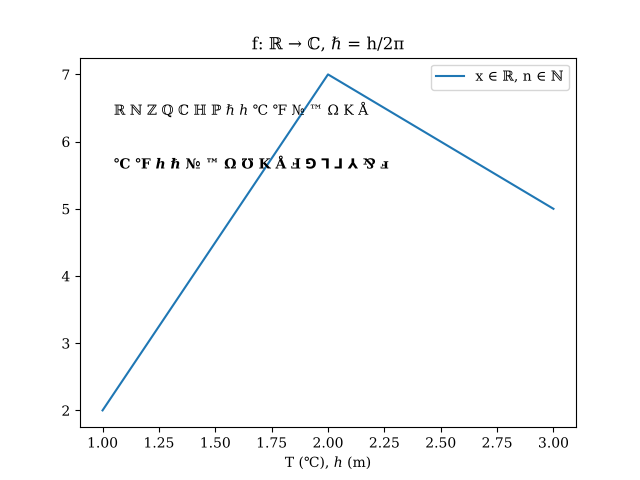 f: ℝ → ℂ, ℏ = h/2π
7
x ∈ ℝ, n ∈ ℕ
ℝ ℕ ℤ ℚ ℂ ℍ ℙ ℏ ℎ ℃ ℉ № ™ Ω K Å
6
℃ ℉ ℎ ℏ № ™ Ω ℧ K Å Ⅎ ⅁ ⅂ ⅃ ⅄ ⅋ ⅎ
5
4
3
2
1.00 1.25 1.50 1.75 2.00 2.25 2.50 2.75 3.00
T (℃), ℎ (m)